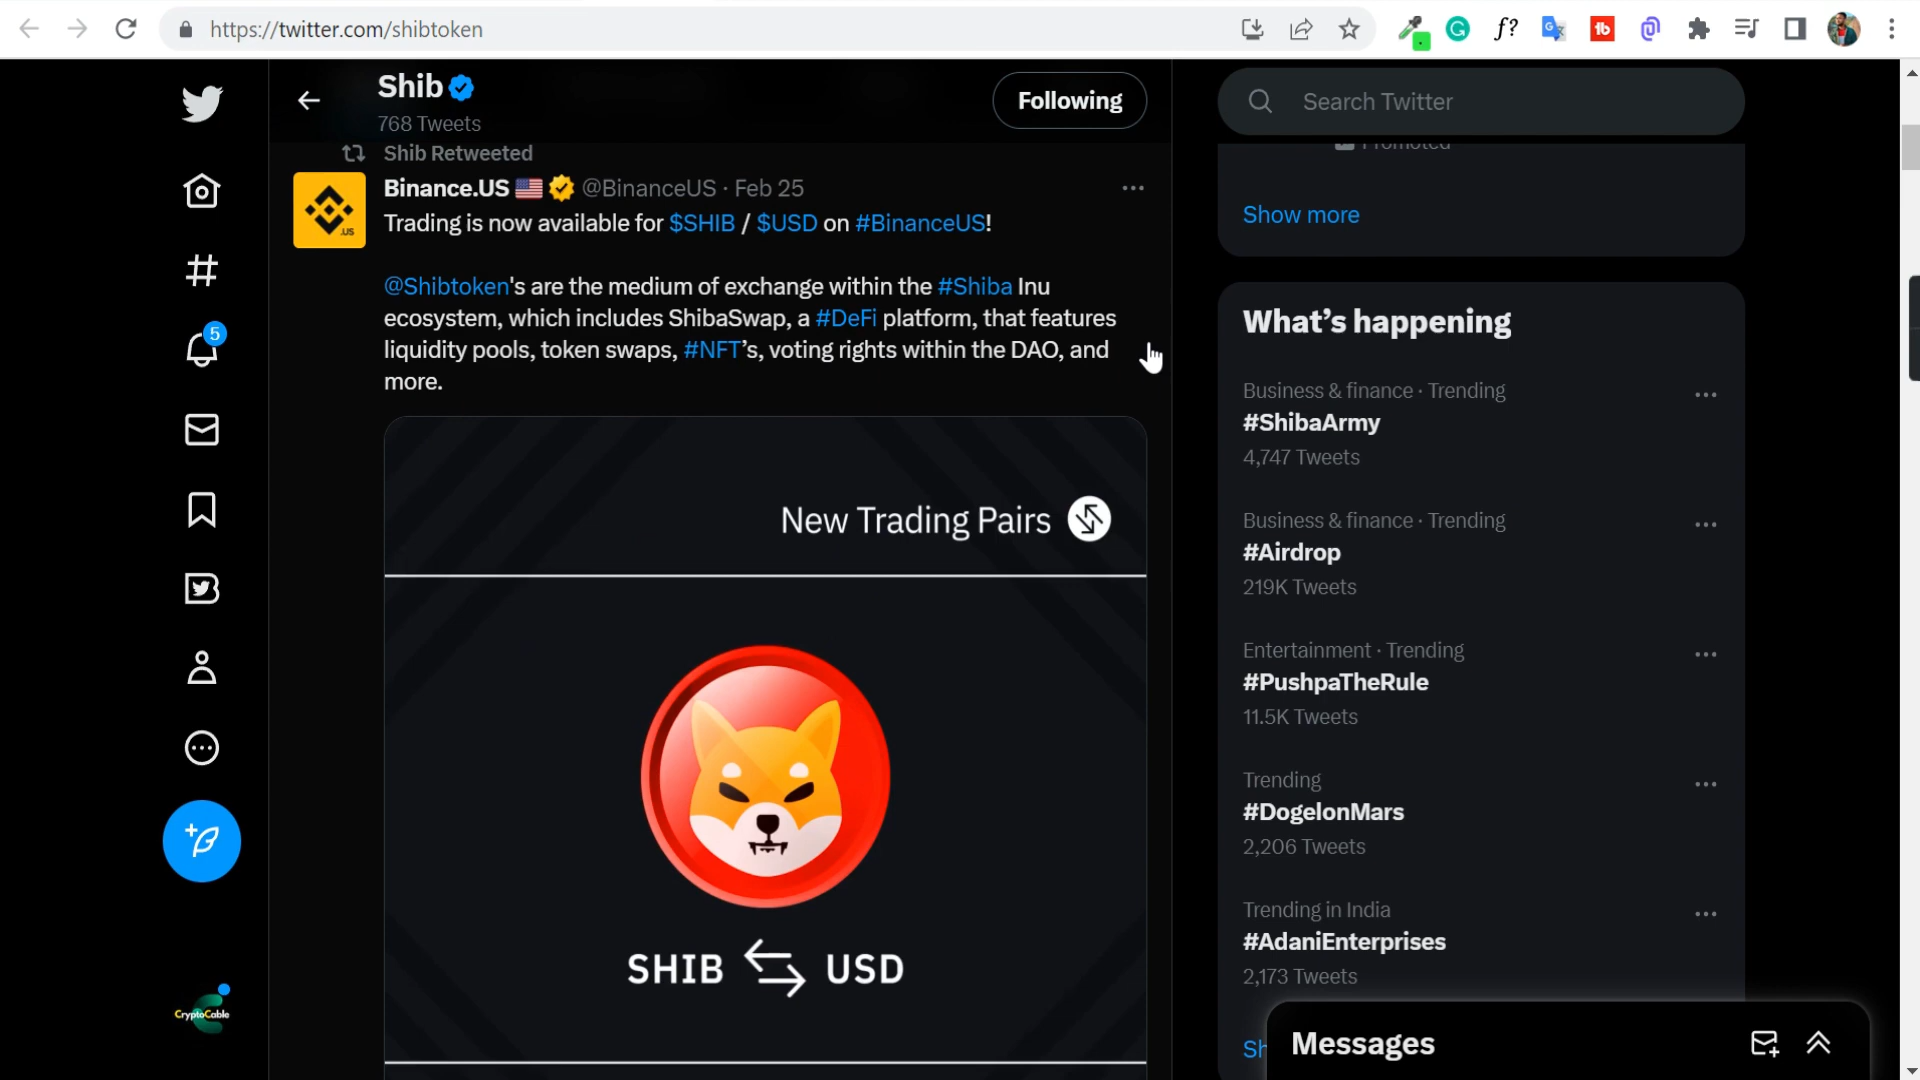 https://twitter.com/shibtoken
Shib
768 Tweets
Following
Search Twitter
Shib Retweeted
Binance.US @BinanceUS · Feb 25
Trading is now available for $SHIB / $USD on #BinanceUS!
@Shibtoken's are the medium of exchange within the #Shiba Inu
ecosystem, which includes ShibaSwap, a #DeFi platform, that features
liquidity pools, token swaps, #NFT’s, voting rights within the DAO, and
more.
.US
New Trading Pairs
SHIB USD
5
CryptoCable
Promoted
Show more
What’s happening
Business & finance · Trending
#ShibaArmy
4,747 Tweets
Business & finance · Trending
#Airdrop
219K Tweets
Entertainment · Trending
#PushpaTheRule
11.5K Tweets
Trending
#DogelonMars
2,206 Tweets
Trending in India
#AdaniEnterprises
2,173 Tweets
Sh
Messages